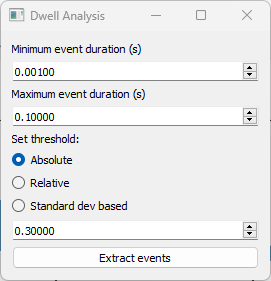 Dwell Analysis
Minimum event duration (s)
0.00100
Maximum event duration (s)
0.10000
Set threshold:
Absolute
Relative
Standard dev based
0.30000
Extract events